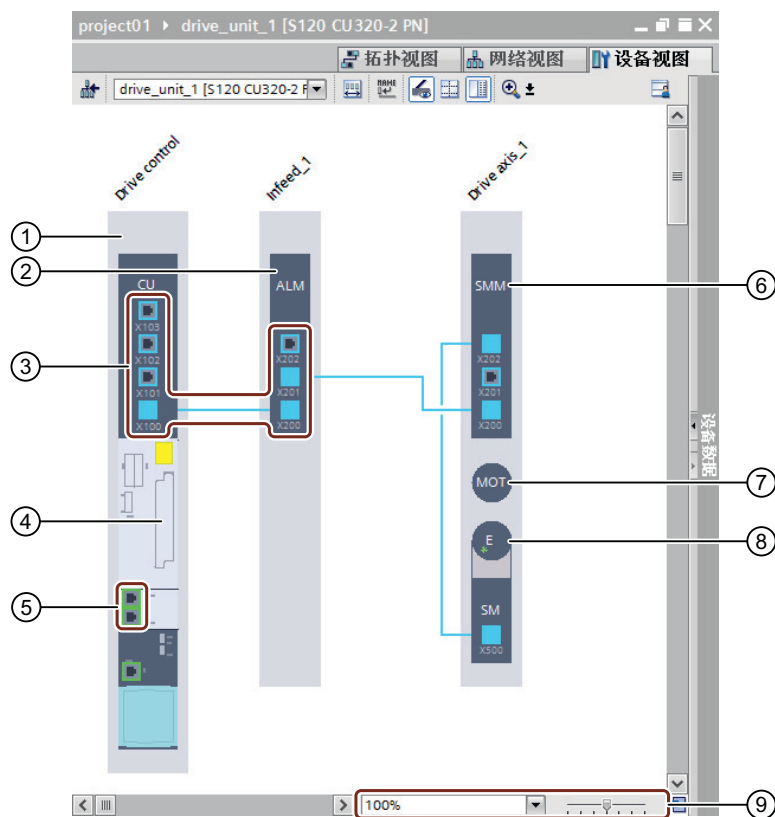 project01 ▸ drive_unit_1 [S120 CU320-2 PN]
拓扑视图 网络视图 设备视图
drive_unit_1 [S120 CU320-2 F
NAME
Drive control
Infeed_1
Drive axis_1
①
②
③
④
⑤
⑥
⑦
⑧
⑨
CU
X103
X102
X101
X100
ALM
X202
X201
X200
SMM
X202
X201
X200
MOT
E
SM
X500
设备数据
100%